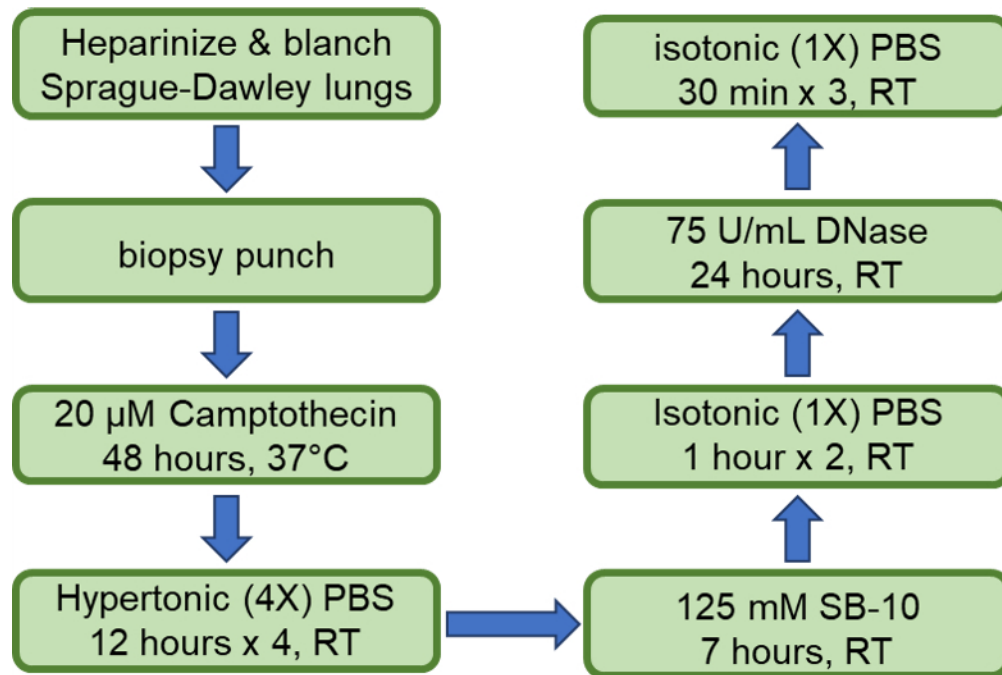 Heparinize & blanch
Sprague-Dawley lungs
biopsy punch
20 µM Camptothecin
48 hours, 37°C
Hypertonic (4X) PBS
12 hours x 4, RT
125 mM SB-10
7 hours, RT
Isotonic (1X) PBS
1 hour x 2, RT
75 U/mL DNase
24 hours, RT
isotonic (1X) PBS
30 min x 3, RT